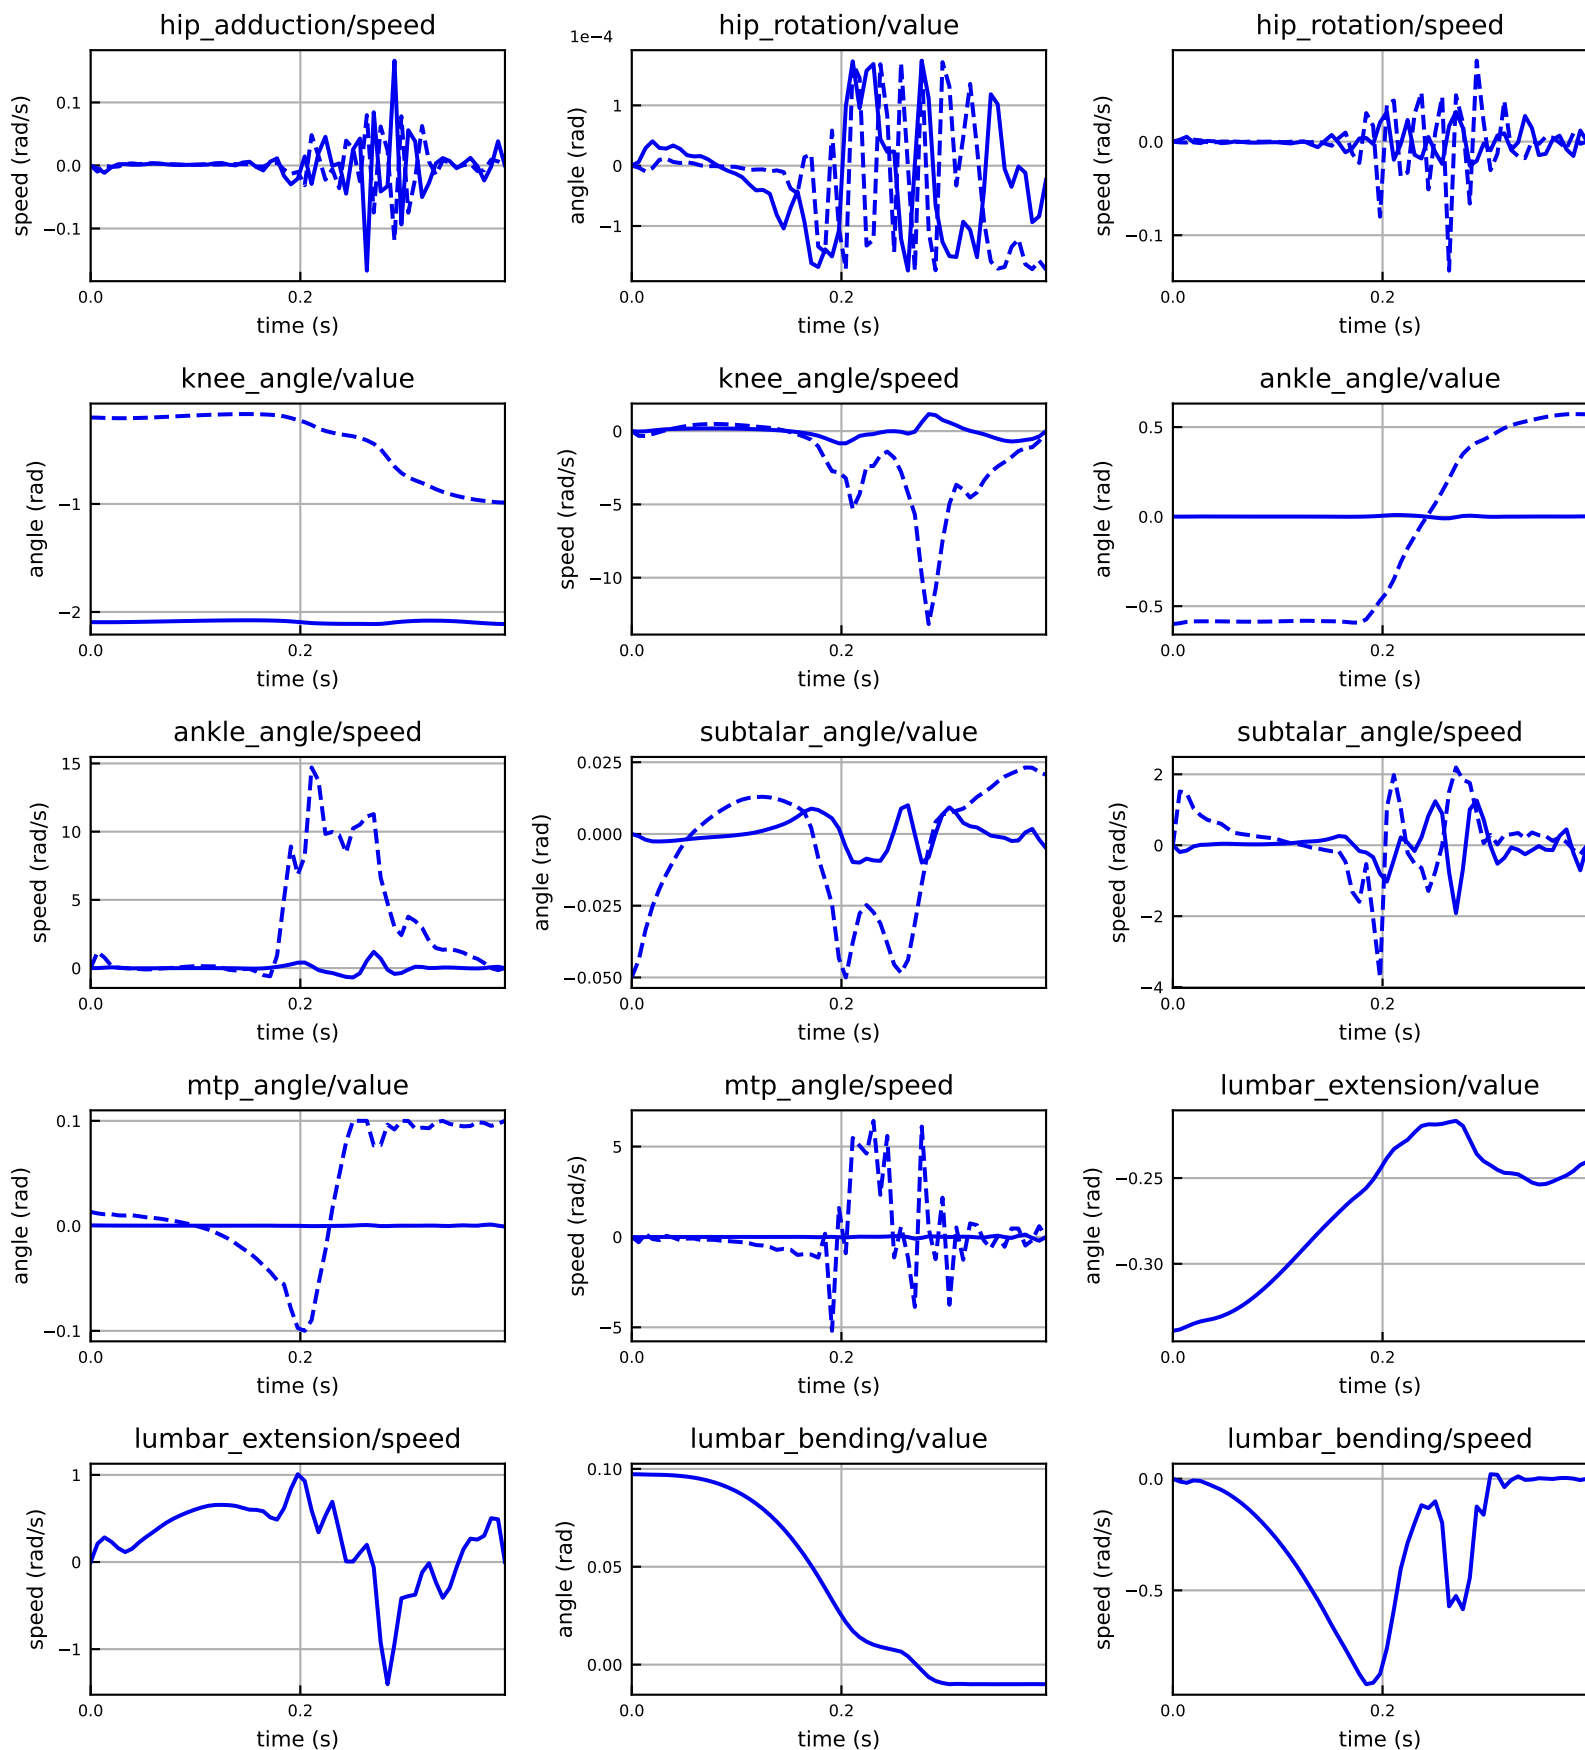 hip_adduction/speed
speed (rad/s)
0.1
0.0
−0.1
0.0
0.2
time (s)
hip_rotation/value
1e−4
angle (rad)
1
0
−1
0.0
0.2
time (s)
hip_rotation/speed
speed (rad/s)
0.0
−0.1
0.0
0.2
time (s)
knee_angle/value
angle (rad)
−1
−2
0.0
0.2
time (s)
knee_angle/speed
speed (rad/s)
0
−5
−10
0.0
0.2
time (s)
ankle_angle/value
angle (rad)
0.5
0.0
−0.5
0.0
0.2
time (s)
ankle_angle/speed
speed (rad/s)
15
10
5
0
0.0
0.2
time (s)
subtalar_angle/value
angle (rad)
0.025
0.000
−0.025
−0.050
0.0
0.2
time (s)
subtalar_angle/speed
speed (rad/s)
2
0
−2
−4
0.0
0.2
time (s)
mtp_angle/value
angle (rad)
0.1
0.0
−0.1
0.0
0.2
time (s)
mtp_angle/speed
speed (rad/s)
5
0
−5
0.0
0.2
time (s)
lumbar_extension/value
angle (rad)
−0.25
−0.30
0.0
0.2
time (s)
lumbar_extension/speed
speed (rad/s)
1
0
−1
0.0
0.2
time (s)
lumbar_bending/value
angle (rad)
0.10
0.05
0.00
0.0
0.2
time (s)
lumbar_bending/speed
speed (rad/s)
0.0
−0.5
0.0
0.2
time (s)